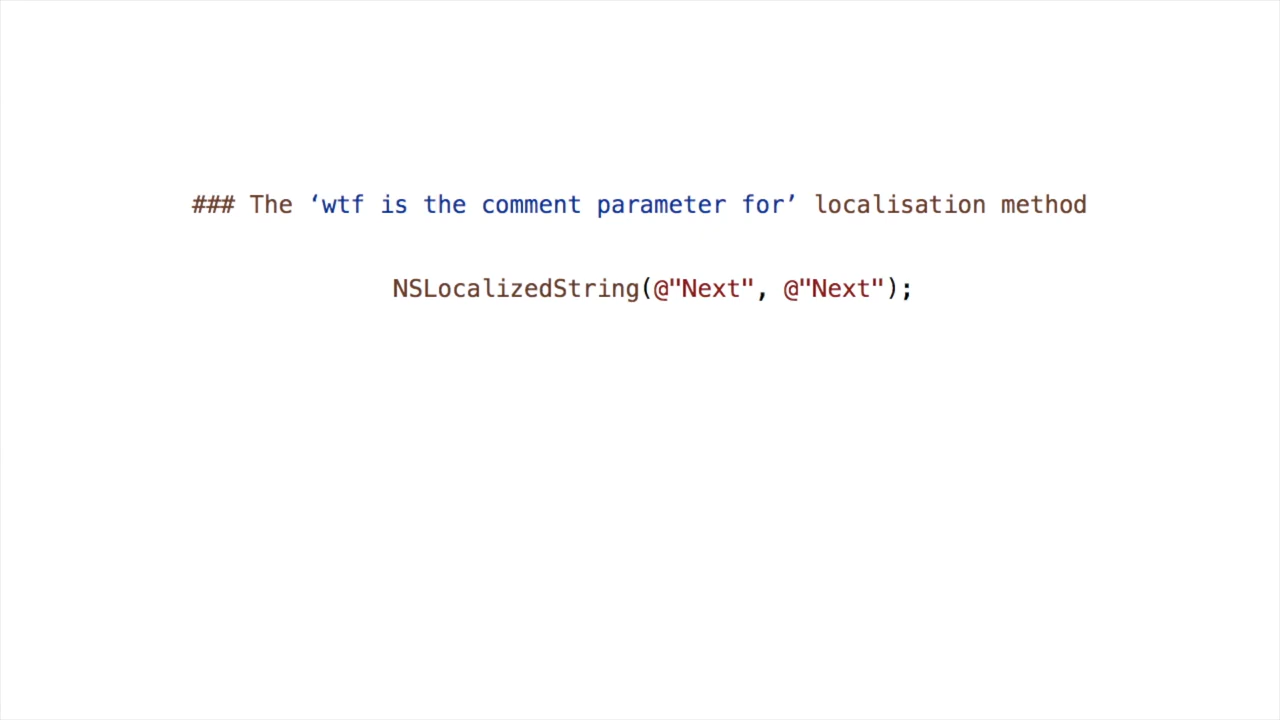 ### The ‘wtf is the comment parameter for’ localisation method
NSLocalizedString(@"Next", @"Next");